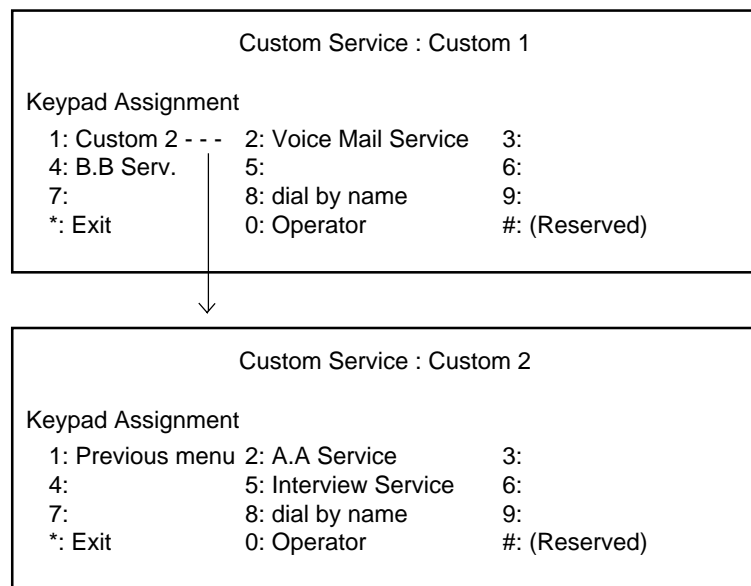 Custom Service : Custom 1
Keypad Assignment
1: Custom 2 - - - 2: Voice Mail Service 3:
4: B.B Serv. 5: 6:
7: 8: dial by name 9:
*: Exit 0: Operator #: (Reserved)
Custom Service : Custom 2
Keypad Assignment
1: Previous menu 2: A.A Service 3:
4: 5: Interview Service 6:
7: 8: dial by name 9:
*: Exit 0: Operator #: (Reserved)